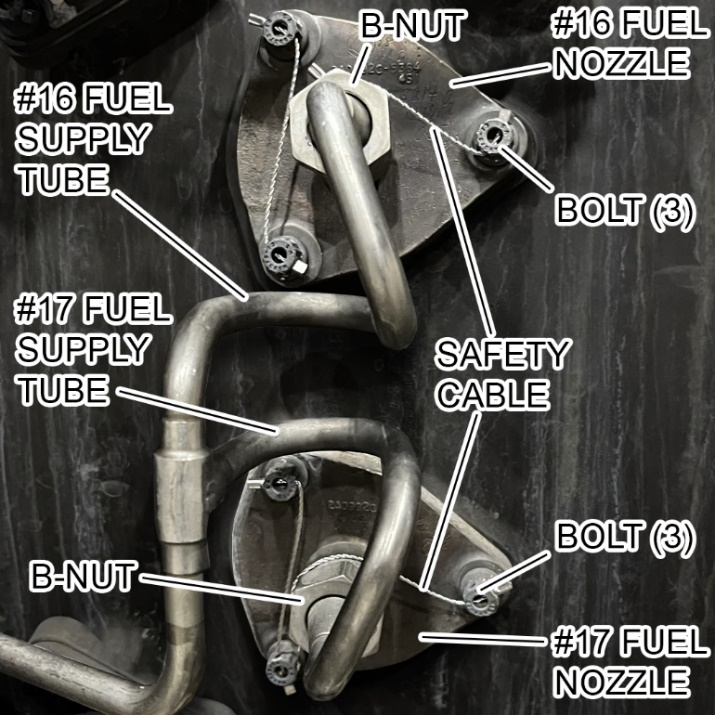 B-NUT
#16 FUEL
NOZZLE
#16 FUEL
SUPPLY
TUBE
BOLT (3)
#17 FUEL
SUPPLY
TUBE
SAFETY
CABLE
BOLT (3)
B-NUT
#17 FUEL
NOZZLE